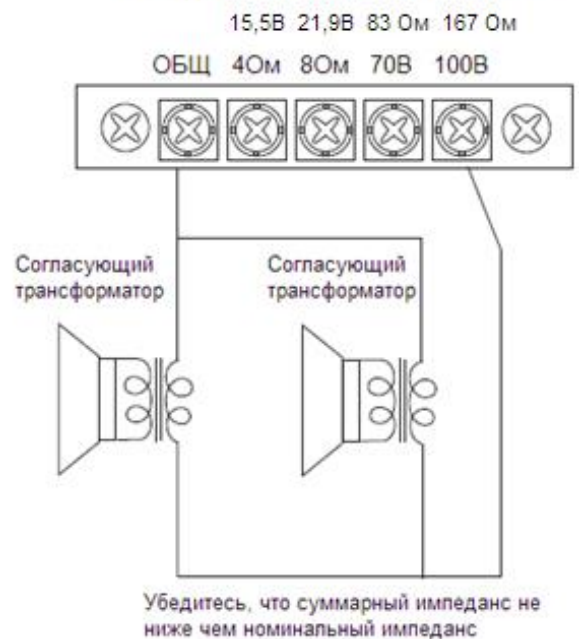 15,5В 21,9В 83 Ом 167 Ом
ОБЩ 4Ом 8Ом 70В 100В
Согласующий
трансформатор
Согласующий
трансформатор
Убедитесь, что суммарный импеданс не
ниже чем номинальный импеданс